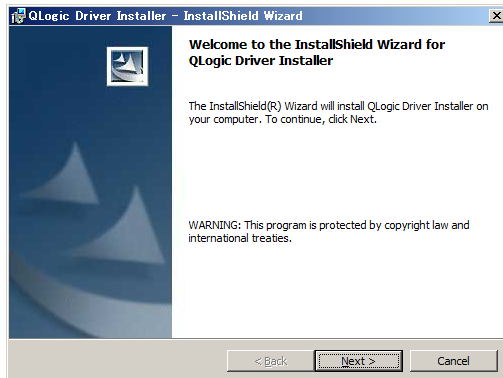 QLogic Driver Installer - InstallShield Wizard
Welcome to the InstallShield Wizard for
QLogic Driver Installer
The InstallShield(R) Wizard will install QLogic Driver Installer on
your computer. To continue, click Next.
WARNING: This program is protected by copyright law and
international treaties.
< Back
Next >
Cancel